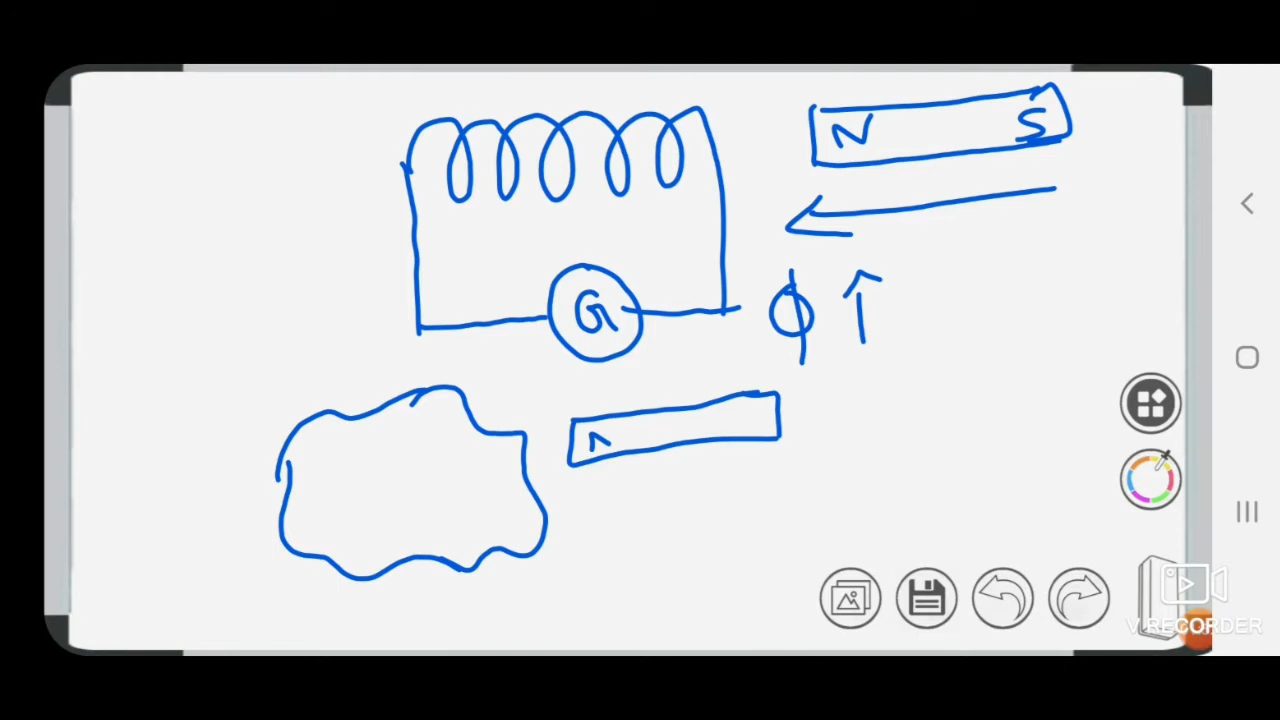 N S
G
Φ ↑
V RECORDER